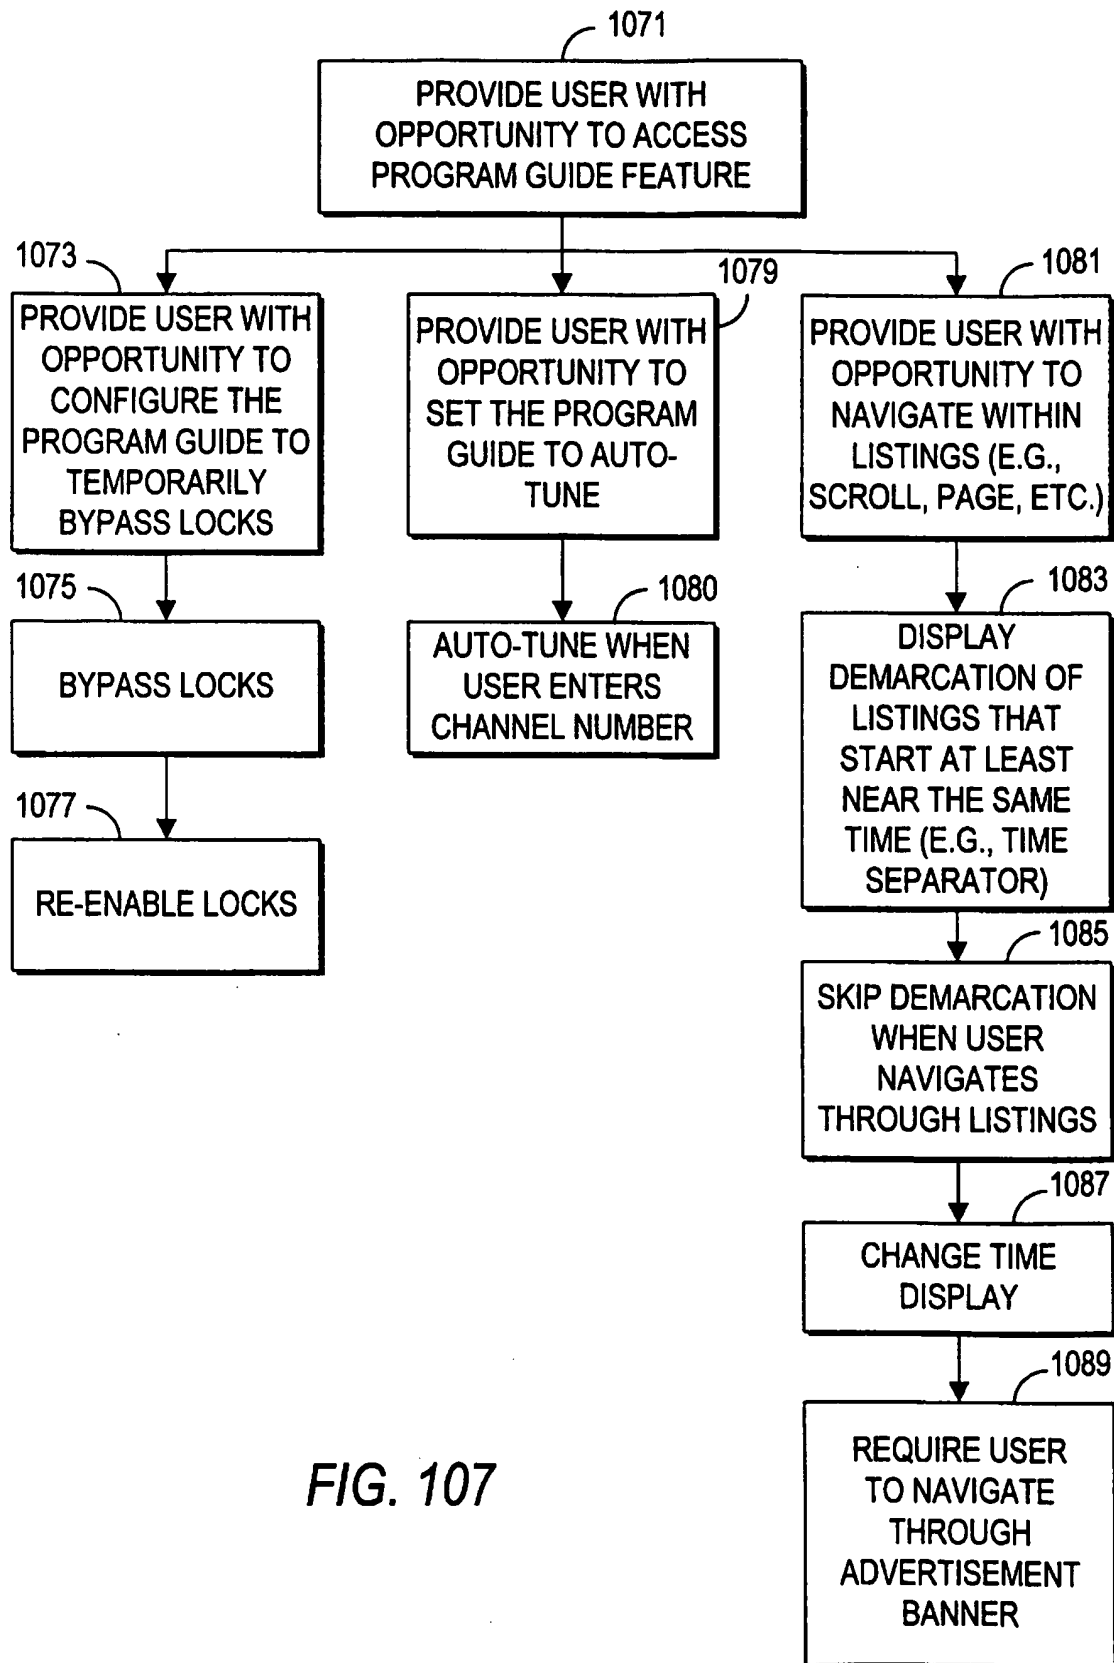 1071
PROVIDE USER WITH
OPPORTUNITY TO ACCESS
PROGRAM GUIDE FEATURE
1073
PROVIDE USER WITH
OPPORTUNITY TO
CONFIGURE THE
PROGRAM GUIDE TO
TEMPORARILY
BYPASS LOCKS
1075
BYPASS LOCKS
1077
RE-ENABLE LOCKS
1079
PROVIDE USER WITH
OPPORTUNITY TO
SET THE PROGRAM
GUIDE TO AUTO-
TUNE
1080
AUTO-TUNE WHEN
USER ENTERS
CHANNEL NUMBER
1081
PROVIDE USER WITH
OPPORTUNITY TO
NAVIGATE WITHIN
LISTINGS (E.G.,
SCROLL, PAGE, ETC.)
1083
DISPLAY
DEMARCATION OF
LISTINGS THAT
START AT LEAST
NEAR THE SAME
TIME (E.G., TIME
SEPARATOR)
1085
SKIP DEMARCATION
WHEN USER
NAVIGATES
THROUGH LISTINGS
1087
CHANGE TIME
DISPLAY
1089
REQUIRE USER
TO NAVIGATE
THROUGH
ADVERTISEMENT
BANNER
FIG. 107